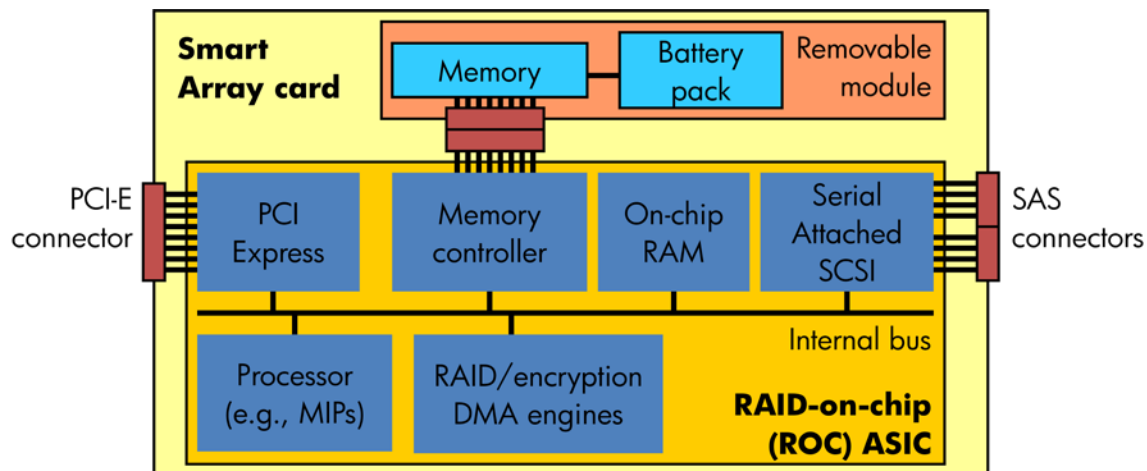 Smart
Array card
Memory
Battery
pack
Removable
module
PCI-E
connector
PCI
Express
Memory
controller
On-chip
RAM
Serial
Attached
SCSI
SAS
connectors
Internal bus
Processor
(e.g., MIPs)
RAID/encryption
DMA engines
RAID-on-chip
(ROC) ASIC